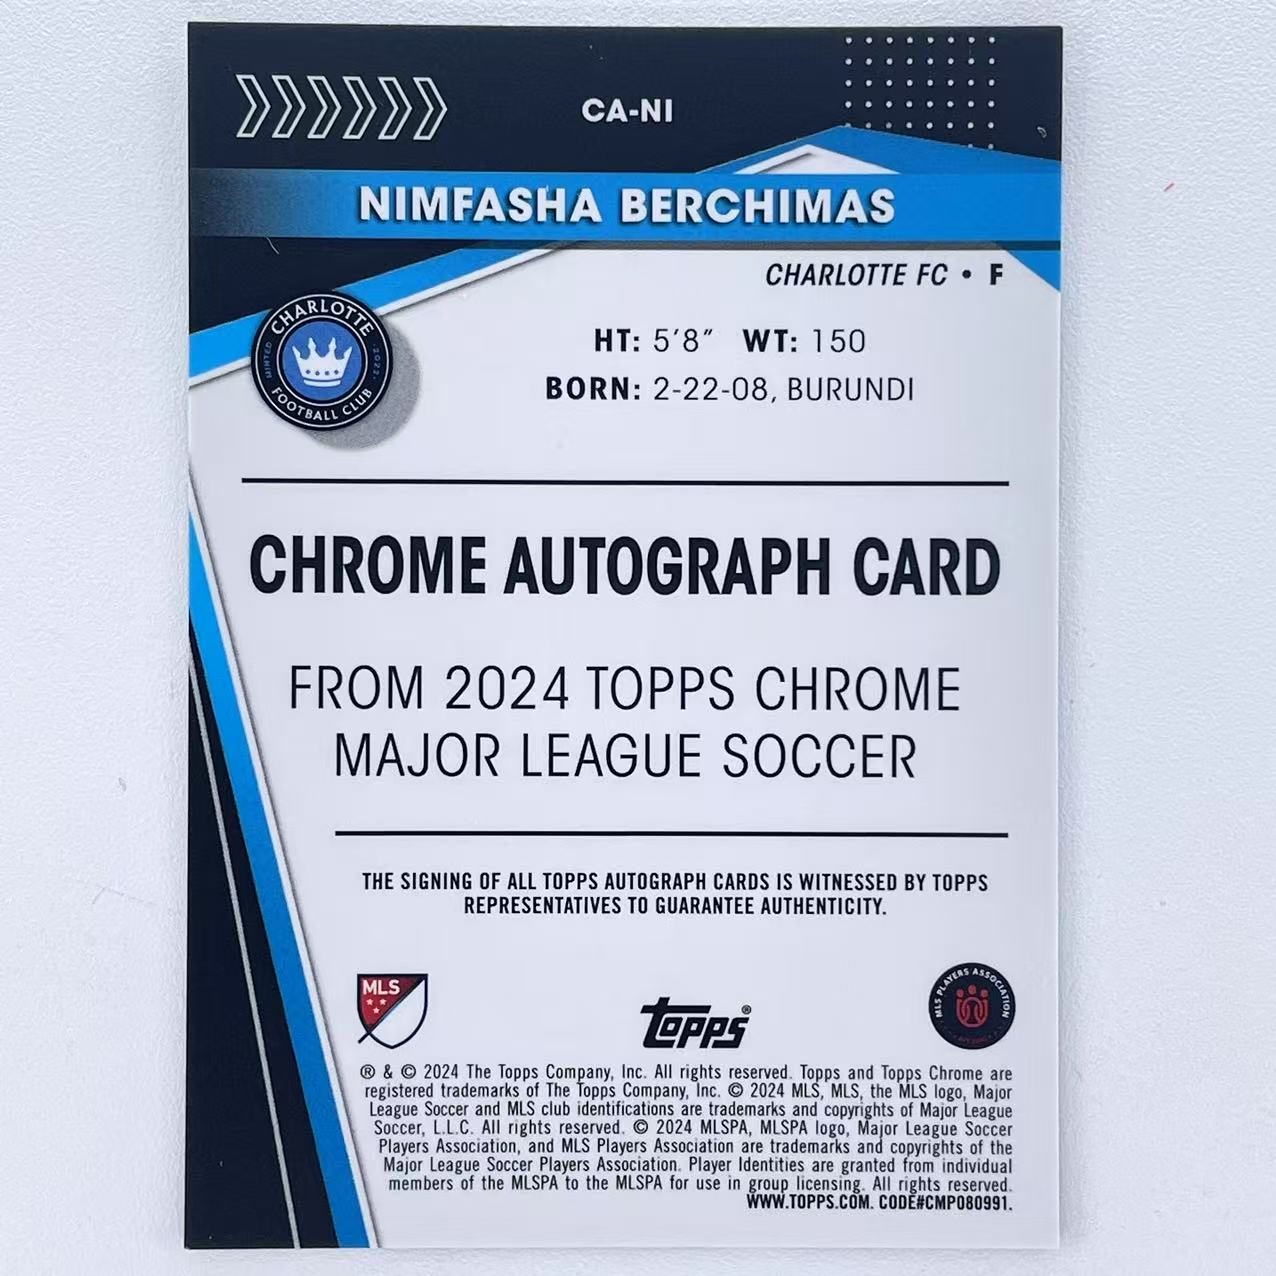 CA-NI
NIMFASHA BERCHIMAS
CHARLOTTE FC • F
CHARLOTTE
MINTED 2022
FOOTBALL CLUB
HT: 5'8" WT: 150
BORN: 2-22-08, BURUNDI
CHROME AUTOGRAPH CARD
FROM 2024 TOPPS CHROME
MAJOR LEAGUE SOCCER
THE SIGNING OF ALL TOPPS AUTOGRAPH CARDS IS WITNESSED BY TOPPS
REPRESENTATIVES TO GUARANTEE AUTHENTICITY.
MLS
topps®
MLS PLAYERS ASSOCIATION
® & © 2024 The Topps Company, Inc. All rights reserved. Topps and Topps Chrome are
registered trademarks of The Topps Company, Inc. © 2024 MLS, MLS, the MLS logo, Major
League Soccer and MLS club identifications are trademarks and copyrights of Major League
Soccer, L.L.C. All rights reserved. © 2024 MLSPA, MLSPA logo, Major League Soccer
Players Association, and MLS Players Association are trademarks and copyrights of the
Major League Soccer Players Association. Player Identities are granted from individual
members of the MLSPA to the MLSPA for use in group licensing. All rights reserved.
WWW.TOPPS.COM. CODE#CMP080991.